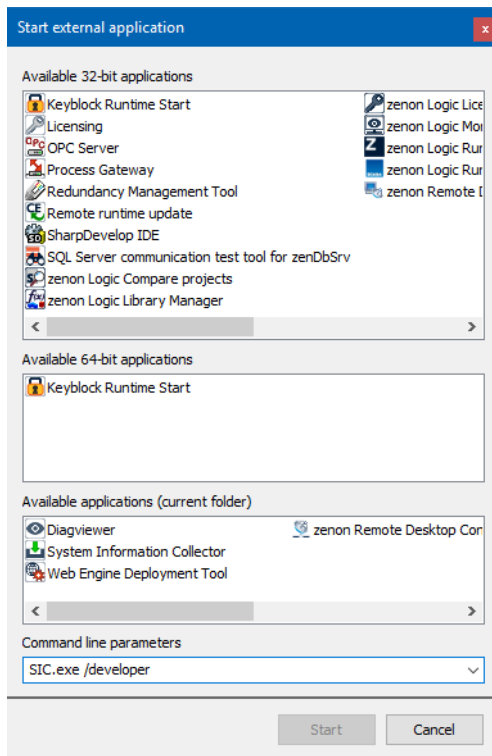 Start external application
x
Available 32-bit applications
Keyblock Runtime Start
Licensing
OPC Server
Process Gateway
Redundancy Management Tool
Remote runtime update
SharpDevelop IDE
SQL Server communication test tool for zenDbSrv
zenon Logic Compare projects
zenon Logic Library Manager
zenon Logic Lice
zenon Logic Mor
zenon Logic Rur
zenon Logic Rur
zenon Remote D
Available 64-bit applications
Keyblock Runtime Start
Available applications (current folder)
Diagviewer
System Information Collector
Web Engine Deployment Tool
zenon Remote Desktop Con
Command line parameters
SIC.exe /developer
Start
Cancel